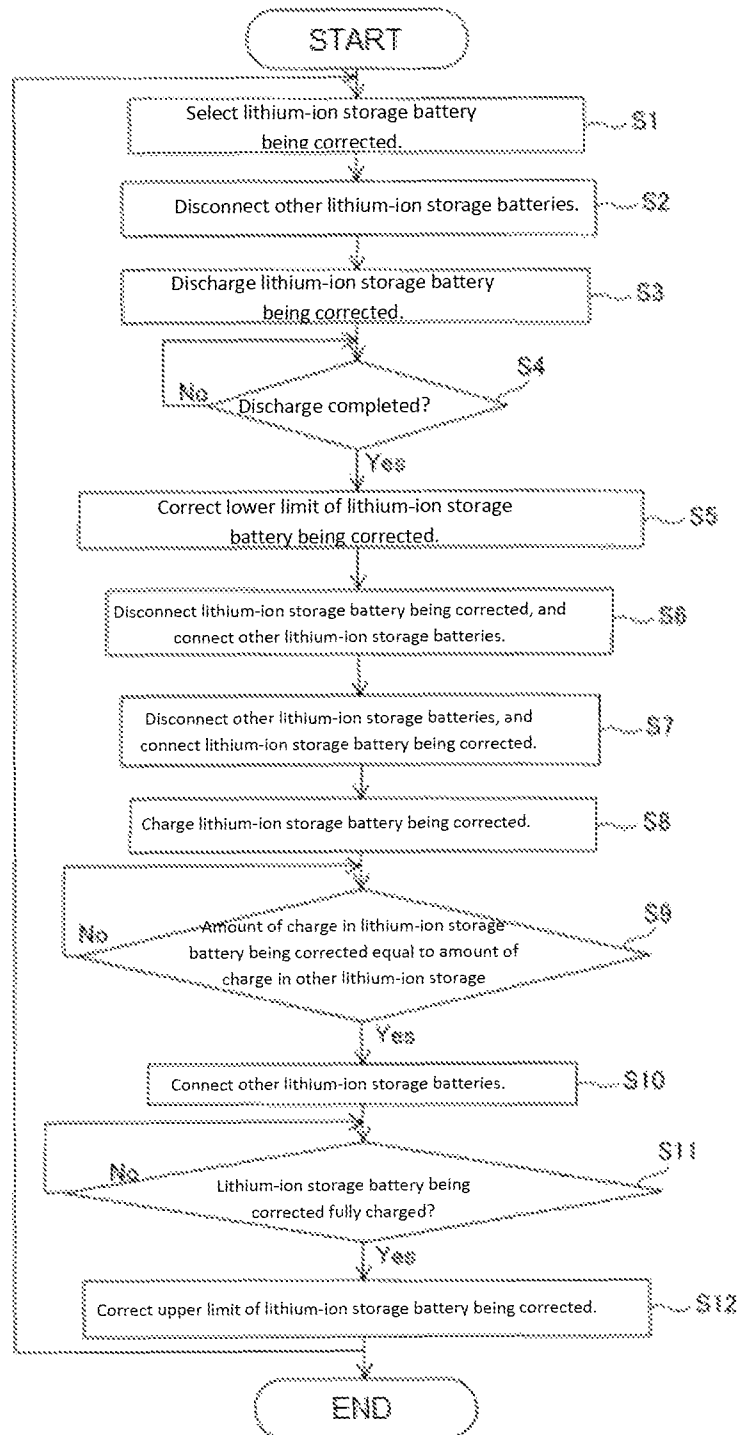 START
Select lithium-ion storage battery
being corrected.
S1
Disconnect other lithium-ion storage batteries.
S2
Discharge lithium-ion storage battery
being corrected.
S3
S4
No
Discharge completed?
Yes
Correct lower limit of lithium-ion storage
battery being corrected.
S5
Disconnect lithium-ion storage battery being corrected, and
connect other lithium-ion storage batteries.
S6
Disconnect other lithium-ion storage batteries, and
connect lithium-ion storage battery being corrected.
S7
Charge lithium-ion storage battery being corrected.
S8
S9
No
Amount of charge in lithium-ion storage
battery being corrected equal to amount of
charge in other lithium-ion storage
Yes
Connect other lithium-ion storage batteries.
S10
S11
No
Lithium-ion storage battery being
corrected fully charged?
Yes
Correct upper limit of lithium-ion storage battery being corrected.
S12
END